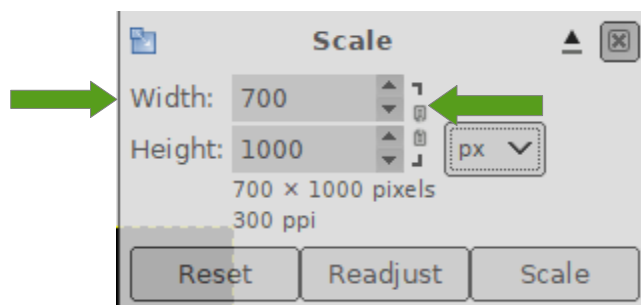 Scale
Width: 700
Height: 1000 px
700 × 1000 pixels
300 ppi
Reset Readjust Scale